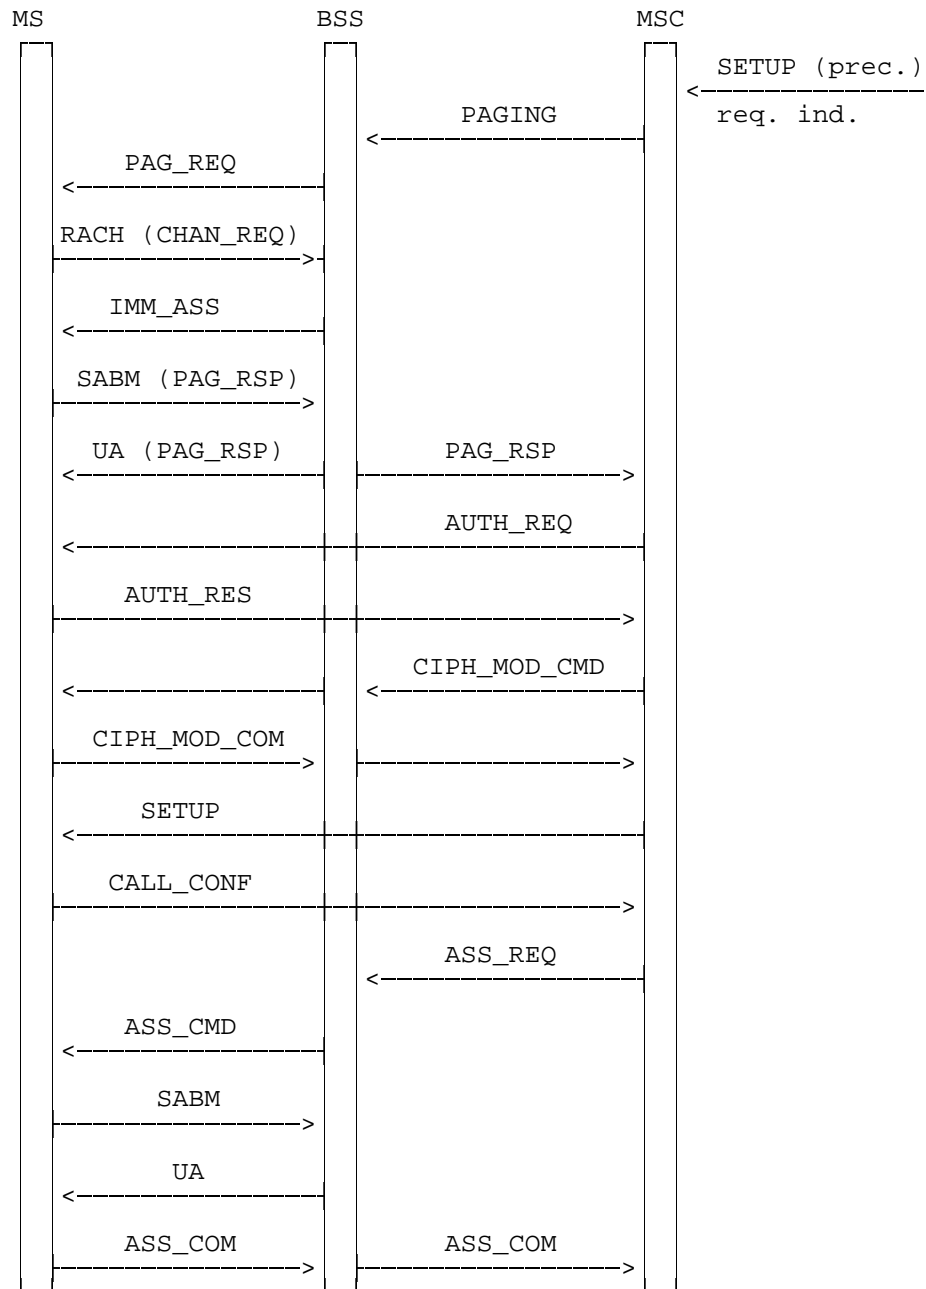 MS BSS MSC
SETUP (prec.)
PAGING
req. ind.
PAG_REQ
RACH (CHAN_REQ)
IMM_ASS
SABM (PAG_RSP)
UA (PAG_RSP) PAG_RSP
AUTH_REQ
AUTH_RES
CIPH_MOD_CMD
CIPH_MOD_COM
SETUP
CALL_CONF
ASS_REQ
ASS_CMD
SABM
UA
ASS_COM ASS_COM